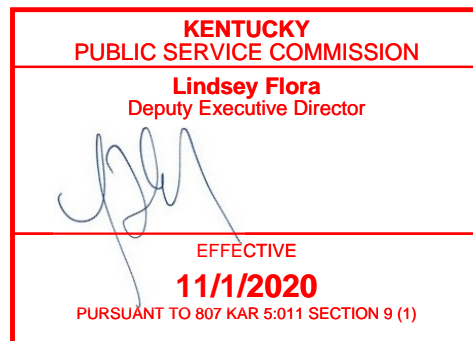 KENTUCKY
PUBLIC SERVICE COMMISSION
Lindsey Flora
Deputy Executive Director
EFFECTIVE
11/1/2020
PURSUANT TO 807 KAR 5:011 SECTION 9 (1)